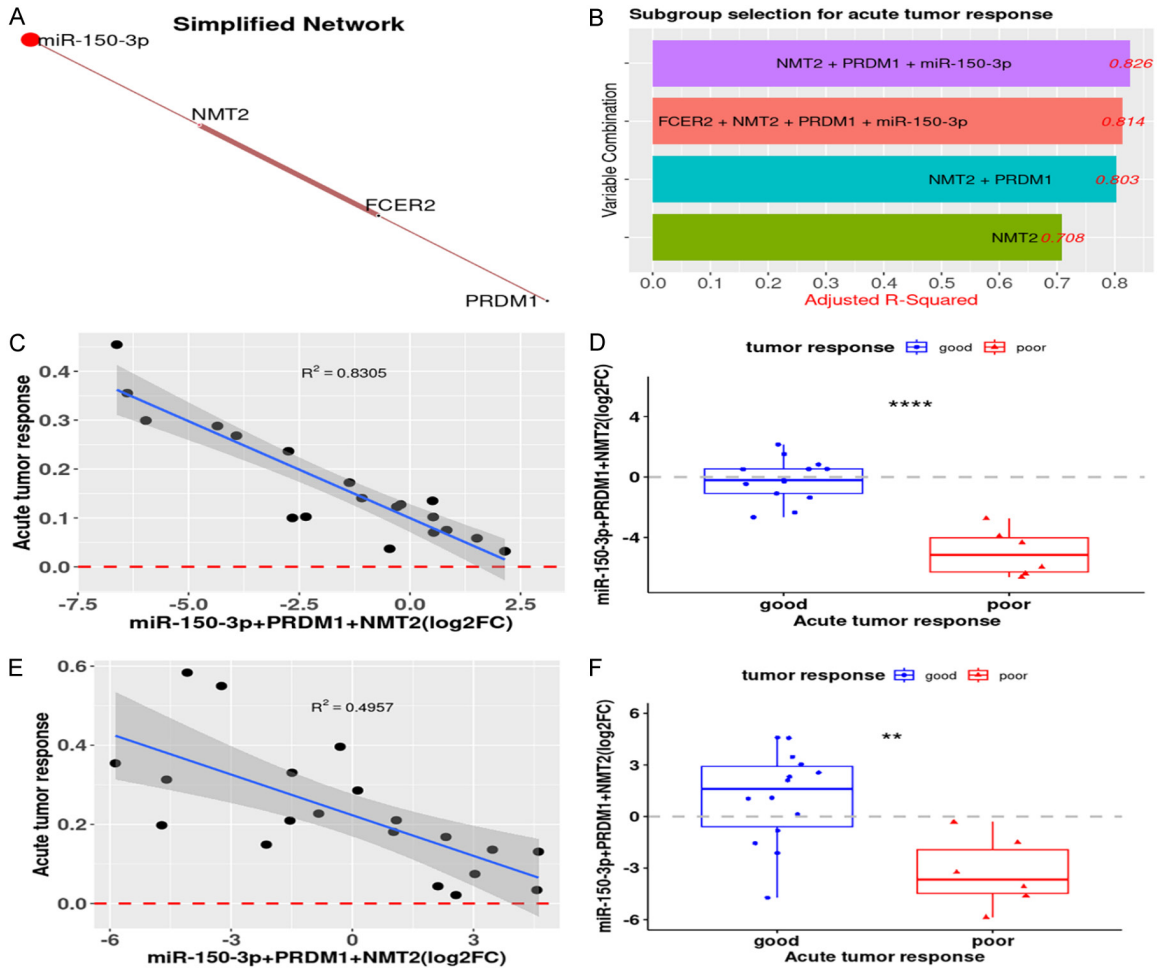 A
Simplified Network
miR-150-3p
NMT2
FCER2
PRDM1
B
Subgroup selection for acute tumor response
Variable Combination
NMT2 + PRDM1 + miR-150-3p 0.826
FCER2 + NMT2 + PRDM1 + miR-150-3p 0.814
NMT2 + PRDM1 0.803
NMT2 0.708
0.0 0.1 0.2 0.3 0.4 0.5 0.6 0.7 0.8
Adjusted R-Squared
C
Acute tumor response
R² = 0.8305
0.4
0.3
0.2
0.1
0.0
-7.5 -5.0 -2.5 0.0 2.5
miR-150-3p+PRDM1+NMT2(log2FC)
D
tumor response good poor
miR-150-3p+PRDM1+NMT2(log2FC)
****
4
0
-4
good poor
Acute tumor response
E
Acute tumor response
R² = 0.4957
0.6
0.4
0.2
0.0
-6 -3 0 3
miR-150-3p+PRDM1+NMT2(log2FC)
F
tumor response good poor
miR-150-3p+PRDM1+NMT2(log2FC)
**
6
3
0
-3
-6
good poor
Acute tumor response